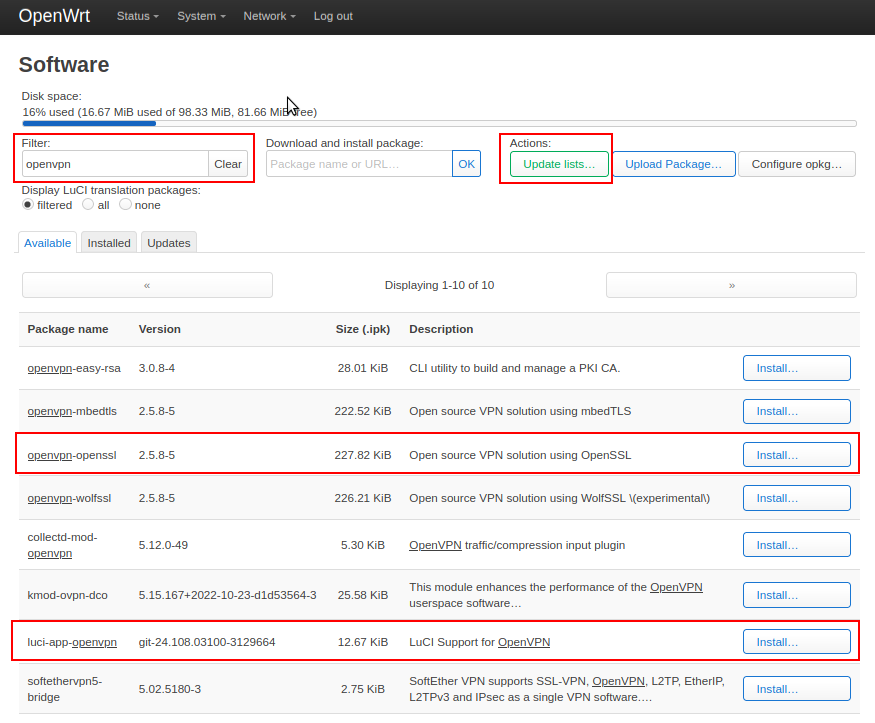 OpenWrt Status System Network Log out
Software
Disk space:
16% used (16.67 MiB used of 98.33 MiB, 81.66 MiB free)
Filter: Download and install package: Actions:
openvpn Clear Package name or URL... OK Update lists... Upload Package... Configure opkg...
Display LuCI translation packages:
filtered all none
Available Installed Updates
« Displaying 1-10 of 10 »
Package name Version Size (.ipk) Description
openvpn-easy-rsa 3.0.8-4 28.01 KiB CLI utility to build and manage a PKI CA. Install...
openvpn-mbedtls 2.5.8-5 222.52 KiB Open source VPN solution using mbedTLS Install...
openvpn-openssl 2.5.8-5 227.82 KiB Open source VPN solution using OpenSSL Install...
openvpn-wolfssl 2.5.8-5 226.21 KiB Open source VPN solution using WolfSSL \(experimental\) Install...
collectd-mod-
openvpn 5.12.0-49 5.30 KiB OpenVPN traffic/compression input plugin Install...
kmod-ovpn-dco 5.15.167+2022-10-23-d1d53564-3 25.58 KiB This module enhances the performance of the OpenVPN
userspace software... Install...
luci-app-openvpn git-24.108.03100-3129664 12.67 KiB LuCI Support for OpenVPN Install...
softethervpn5-
bridge 5.02.5180-3 2.75 KiB SoftEther VPN supports SSL-VPN, OpenVPN, L2TP, EtherIP,
L2TPv3 and IPsec as a single VPN software.... Install...